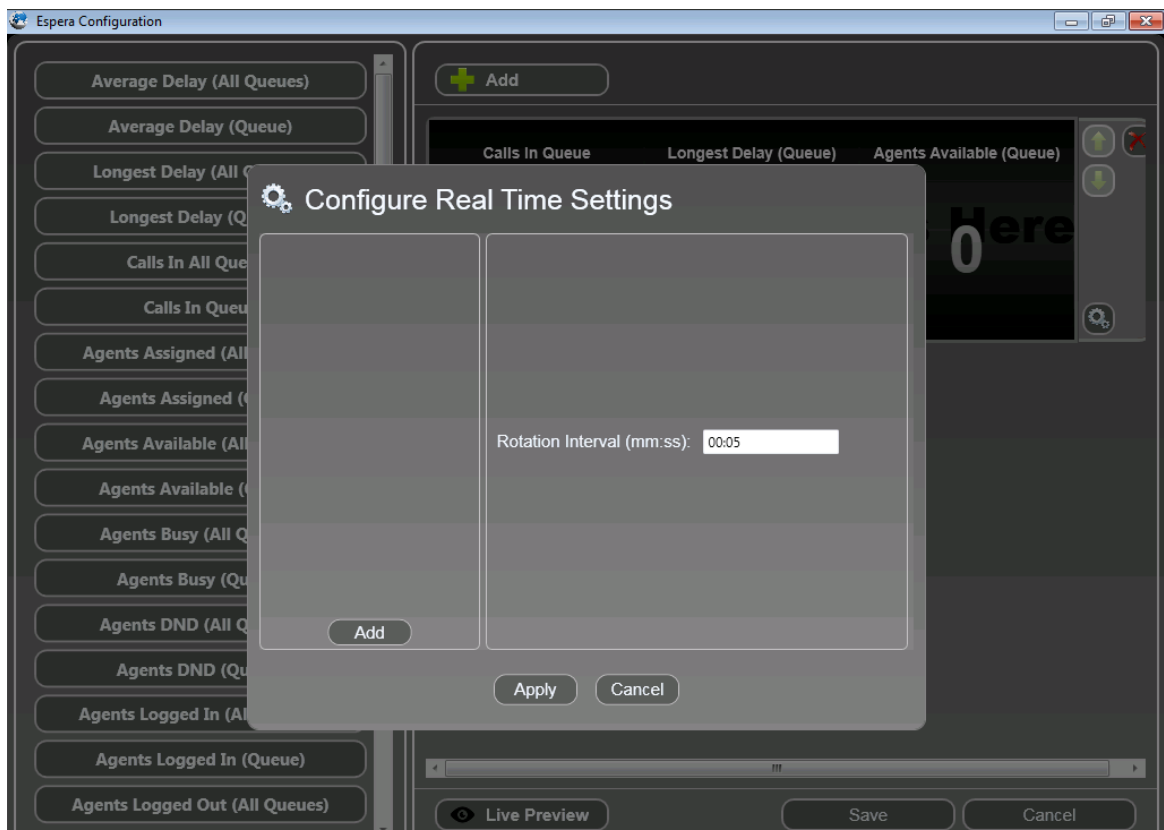 Espera Configuration
Average Delay (All Queues)
Average Delay (Queue)
Longest Delay (All
Longest Delay (Q
Calls In All Que
Calls In Queu
Agents Assigned (All
Agents Assigned (
Agents Available (All
Agents Available (
Agents Busy (All Q
Agents Busy (Qu
Agents DND (All Q
Agents DND (Qu
Agents Logged In (Al
Agents Logged In (Queue)
Agents Logged Out (All Queues)
Add
Calls In Queue Longest Delay (Queue) Agents Available (Queue)
Here
0
Configure Real Time Settings
Rotation Interval (mm:ss): 00:05
Add
Apply Cancel
Live Preview Save Cancel